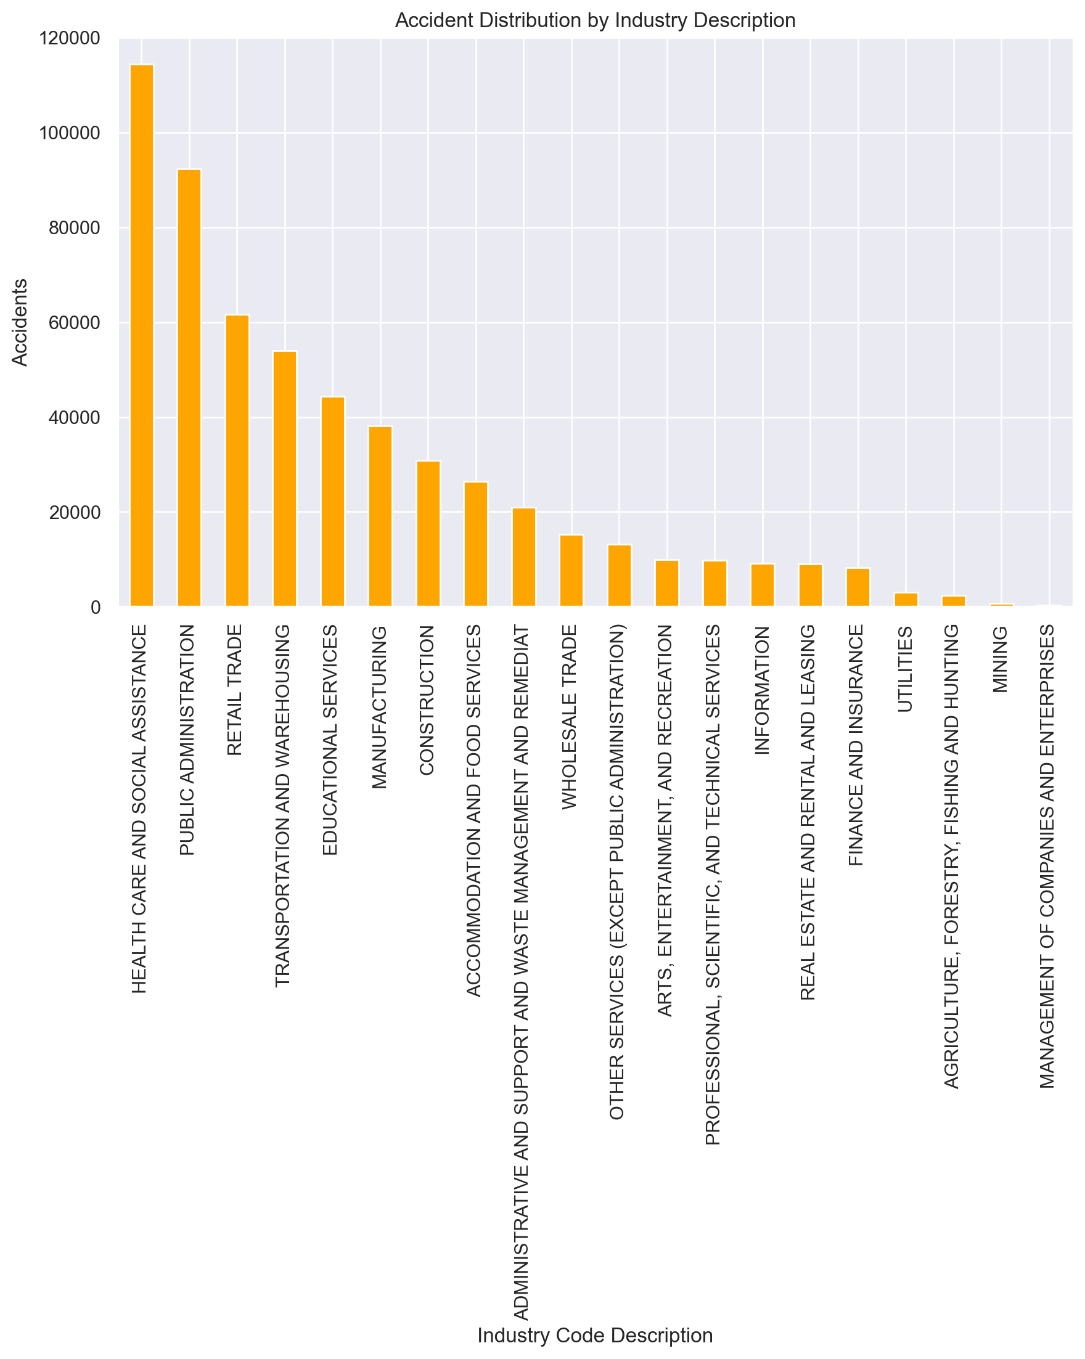 Accident Distribution by Industry Description
120000
100000
80000
60000
40000
20000
0
Accidents
HEALTH CARE AND SOCIAL ASSISTANCE
PUBLIC ADMINISTRATION
RETAIL TRADE
TRANSPORTATION AND WAREHOUSING
EDUCATIONAL SERVICES
MANUFACTURING
CONSTRUCTION
ACCOMMODATION AND FOOD SERVICES
ADMINISTRATIVE AND SUPPORT AND WASTE MANAGEMENT AND REMEDIAT
WHOLESALE TRADE
OTHER SERVICES (EXCEPT PUBLIC ADMINISTRATION)
ARTS, ENTERTAINMENT, AND RECREATION
PROFESSIONAL, SCIENTIFIC, AND TECHNICAL SERVICES
INFORMATION
REAL ESTATE AND RENTAL AND LEASING
FINANCE AND INSURANCE
UTILITIES
AGRICULTURE, FORESTRY, FISHING AND HUNTING
MINING
MANAGEMENT OF COMPANIES AND ENTERPRISES
Industry Code Description